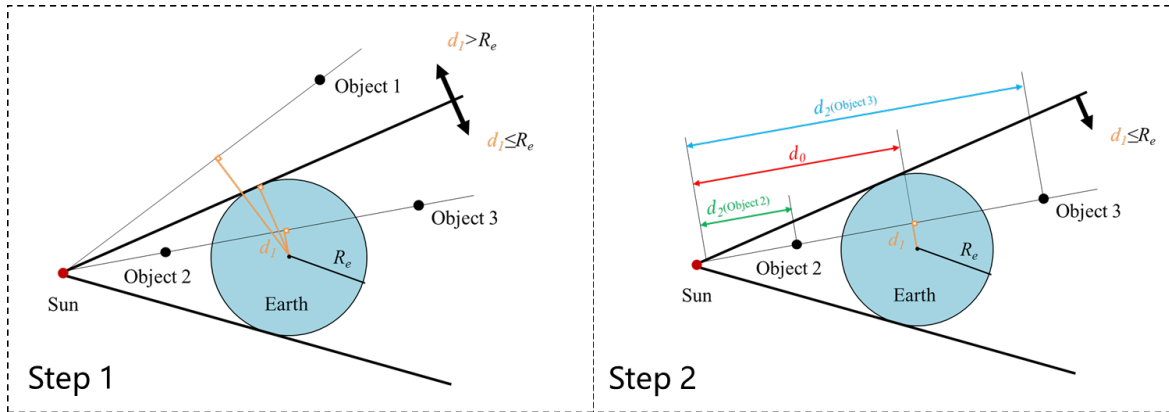 d₁>Rₑ
Object 1
d₁≤Rₑ
Object 3
d₁
Object 2
Rₑ
Sun
Earth
Step 1
d₂(Object 3)
d₁≤Rₑ
d₀
d₂(Object 2)
Object 3
d₁
Rₑ
Object 2
Sun
Earth
Step 2